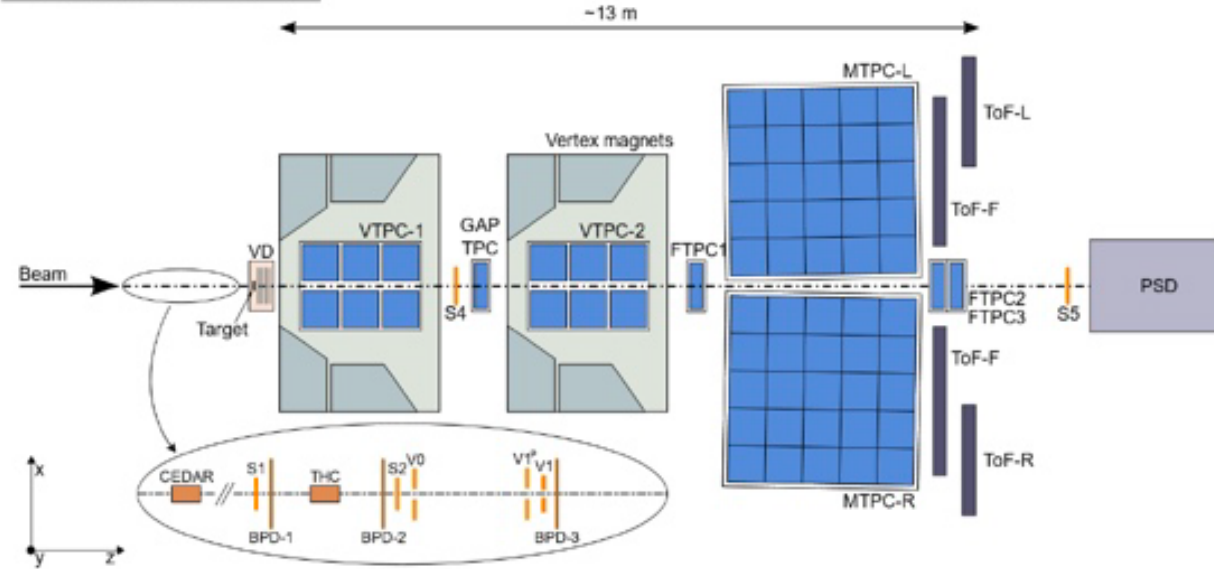 ~13 m
MTPC-L
ToF-L
Vertex magnets
ToF-F
GAP
TPC
VTPC-1
VTPC-2
FTPC1
VD
Beam
Target
S4
FTPC2
FTPC3
S5
PSD
ToF-F
ToF-R
MTPC-R
x
y
z
CEDAR
S1
THC
S2
V0
V1ᵖ
V1
BPD-1
BPD-2
BPD-3